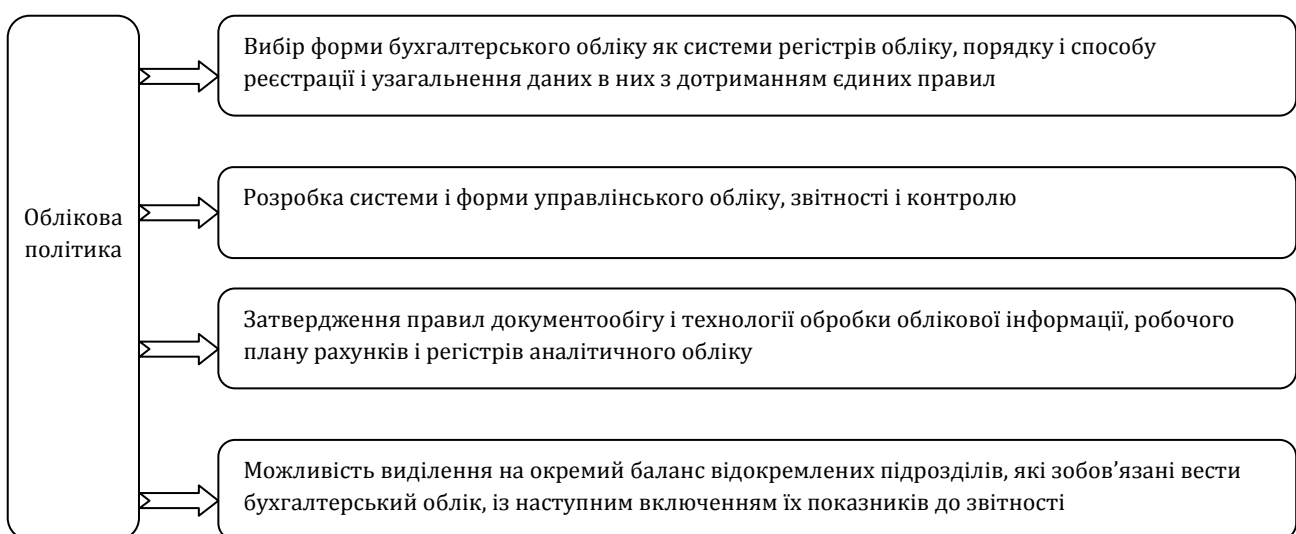 Облікова
політика
Вибір форми бухгалтерського обліку як системи регістрів обліку, порядку і способу
реєстрації і узагальнення даних в них з дотриманням єдиних правил
Розробка системи і форми управлінського обліку, звітності і контролю
Затвердження правил документообігу і технології обробки облікової інформації, робочого
плану рахунків і регістрів аналітичного обліку
Можливість виділення на окремий баланс відокремлених підрозділів, які зобов’язані вести
бухгалтерський облік, із наступним включенням їх показників до звітності